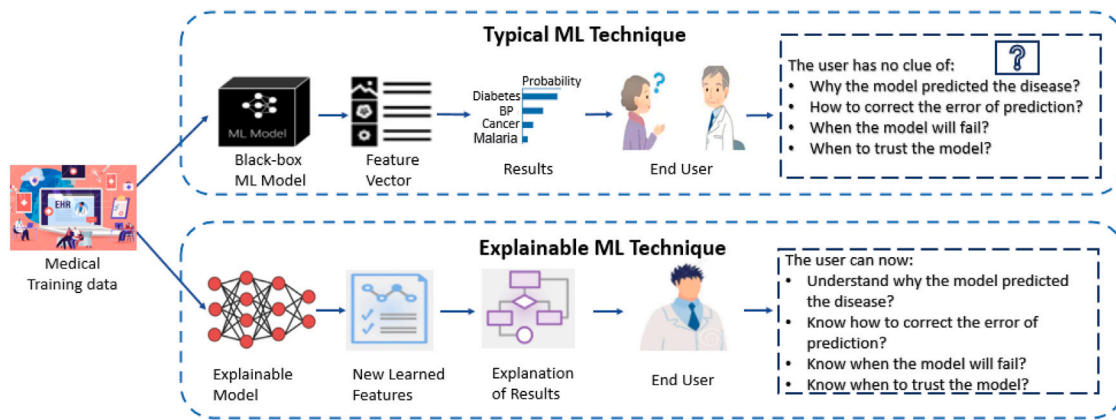 Typical ML Technique
ML Model
Black-box
ML Model
Feature
Vector
Probability
Diabetes
BP
Cancer
Malaria
Results
End User
The user has no clue of:
?
• Why the model predicted the disease?
• How to correct the error of prediction?
• When the model will fail?
• When to trust the model?
EHR
Medical
Training data
Explainable ML Technique
Explainable
Model
New Learned
Features
Explanation
of Results
End User
The user can now:
• Understand why the model predicted
the disease?
• Know how to correct the error of
prediction?
• Know when the model will fail?
• Know when to trust the model?